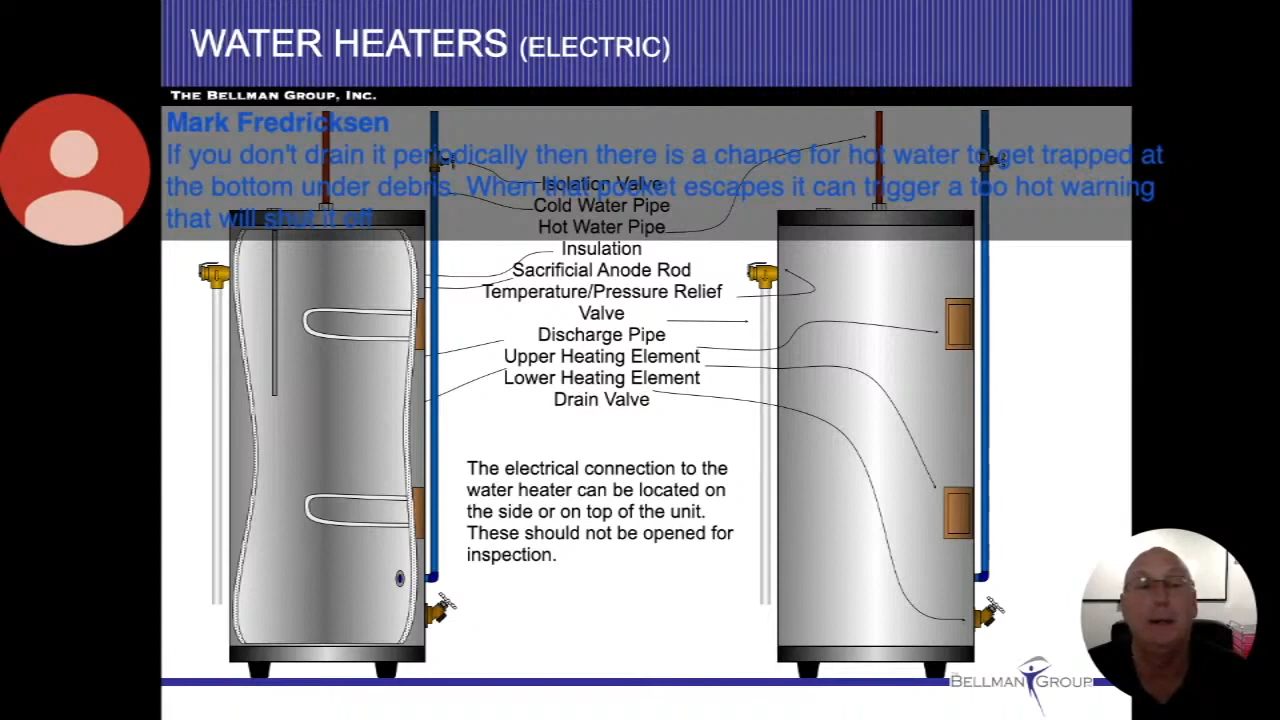 WATER HEATERS (ELECTRIC)
THE BELLMAN GROUP, INC.
Mark Fredricksen
If you don't drain it periodically then there is a chance for hot water to get trapped at
the bottom under debris. When that pocket escapes it can trigger a too hot warning
that will shut it off
Isolation Valve
Cold Water Pipe
Hot Water Pipe
Insulation
Sacrificial Anode Rod
Temperature/Pressure Relief
Valve
Discharge Pipe
Upper Heating Element
Lower Heating Element
Drain Valve
The electrical connection to the
water heater can be located on
the side or on top of the unit.
These should not be opened for
inspection.
THE BELLMAN GROUP